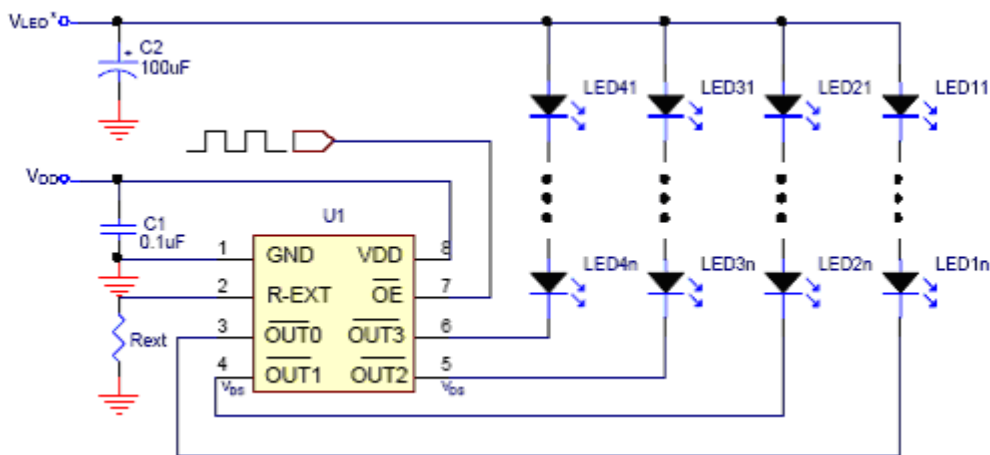 VLED*
C2
100uF
LED41
LED31
LED21
LED11
VDD
C1
0.1uF
U1
1
GND
VDD
8
2
R-EXT
OE
7
3
OUT0
OUT3
6
4
OUT1
OUT2
5
VDS
VDS
Rext
LED4n
LED3n
LED2n
LED1n
+